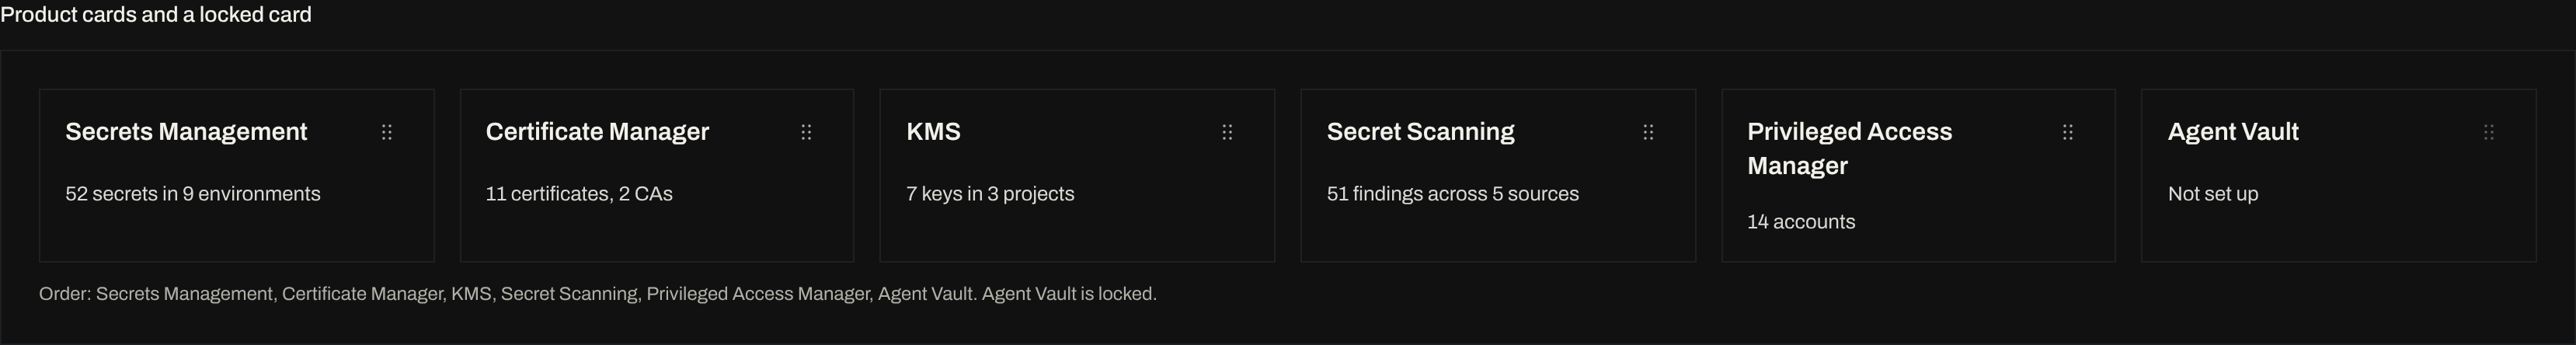 Product cards and a locked card
Secrets Management
52 secrets in 9 environments
Certificate Manager
11 certificates, 2 CAs
KMS
7 keys in 3 projects
Secret Scanning
51 findings across 5 sources
Privileged Access
Manager
14 accounts
Agent Vault
Not set up
Order: Secrets Management, Certificate Manager, KMS, Secret Scanning, Privileged Access Manager, Agent Vault. Agent Vault is locked.